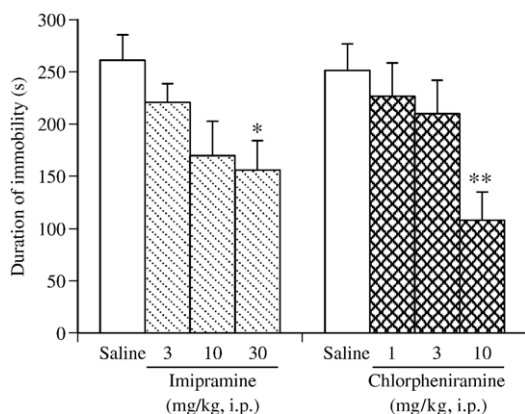 Duration of immobility (s)
300
250
200
150
100
50
0
*
**
Saline 3 10 30 Saline 1 3 10
Imipramine Chlorpheniramine
(mg/kg, i.p.) (mg/kg, i.p.)